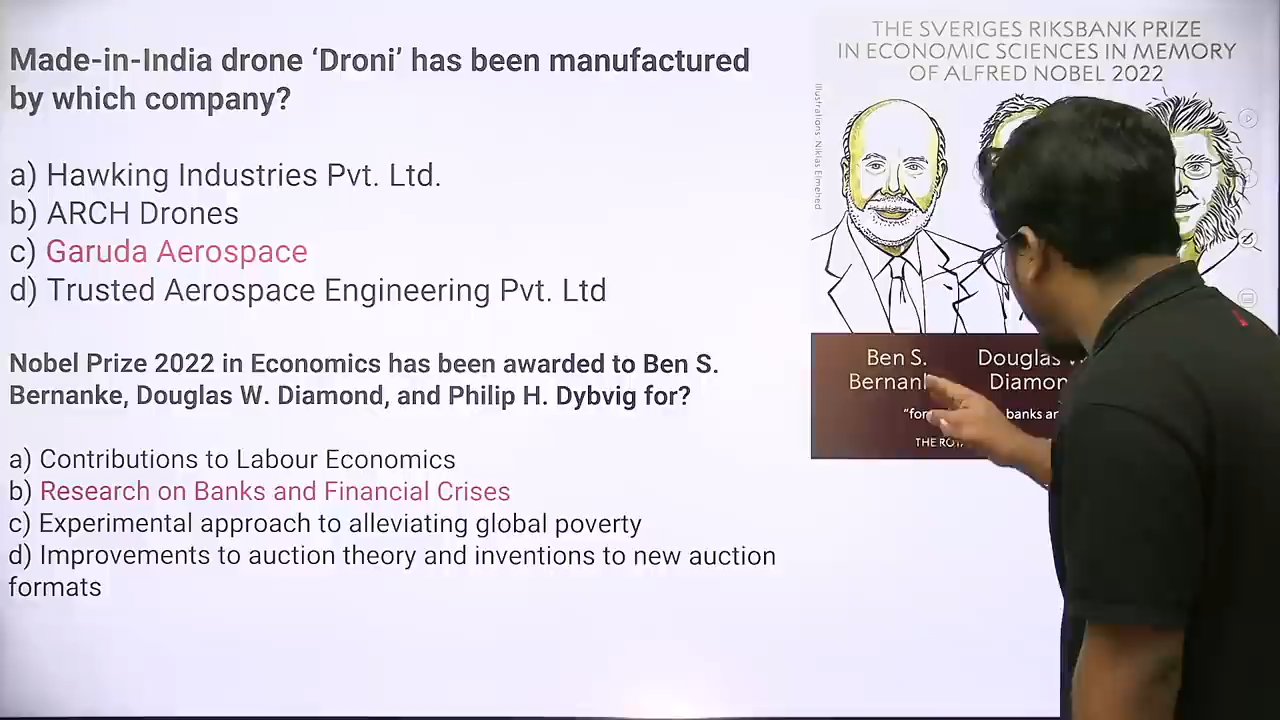 Made-in-India drone ‘Droni’ has been manufactured
by which company?
a) Hawking Industries Pvt. Ltd.
b) ARCH Drones
c) Garuda Aerospace
d) Trusted Aerospace Engineering Pvt. Ltd
Nobel Prize 2022 in Economics has been awarded to Ben S.
Bernanke, Douglas W. Diamond, and Philip H. Dybvig for?
a) Contributions to Labour Economics
b) Research on Banks and Financial Crises
c) Experimental approach to alleviating global poverty
d) Improvements to auction theory and inventions to new auction
formats
THE SVERIGES RIKSBANK PRIZE
IN ECONOMIC SCIENCES IN MEMORY
OF ALFRED NOBEL 2022
Illustrations: Niklas Elmehed
Ben S.
Douglas
banks
THE